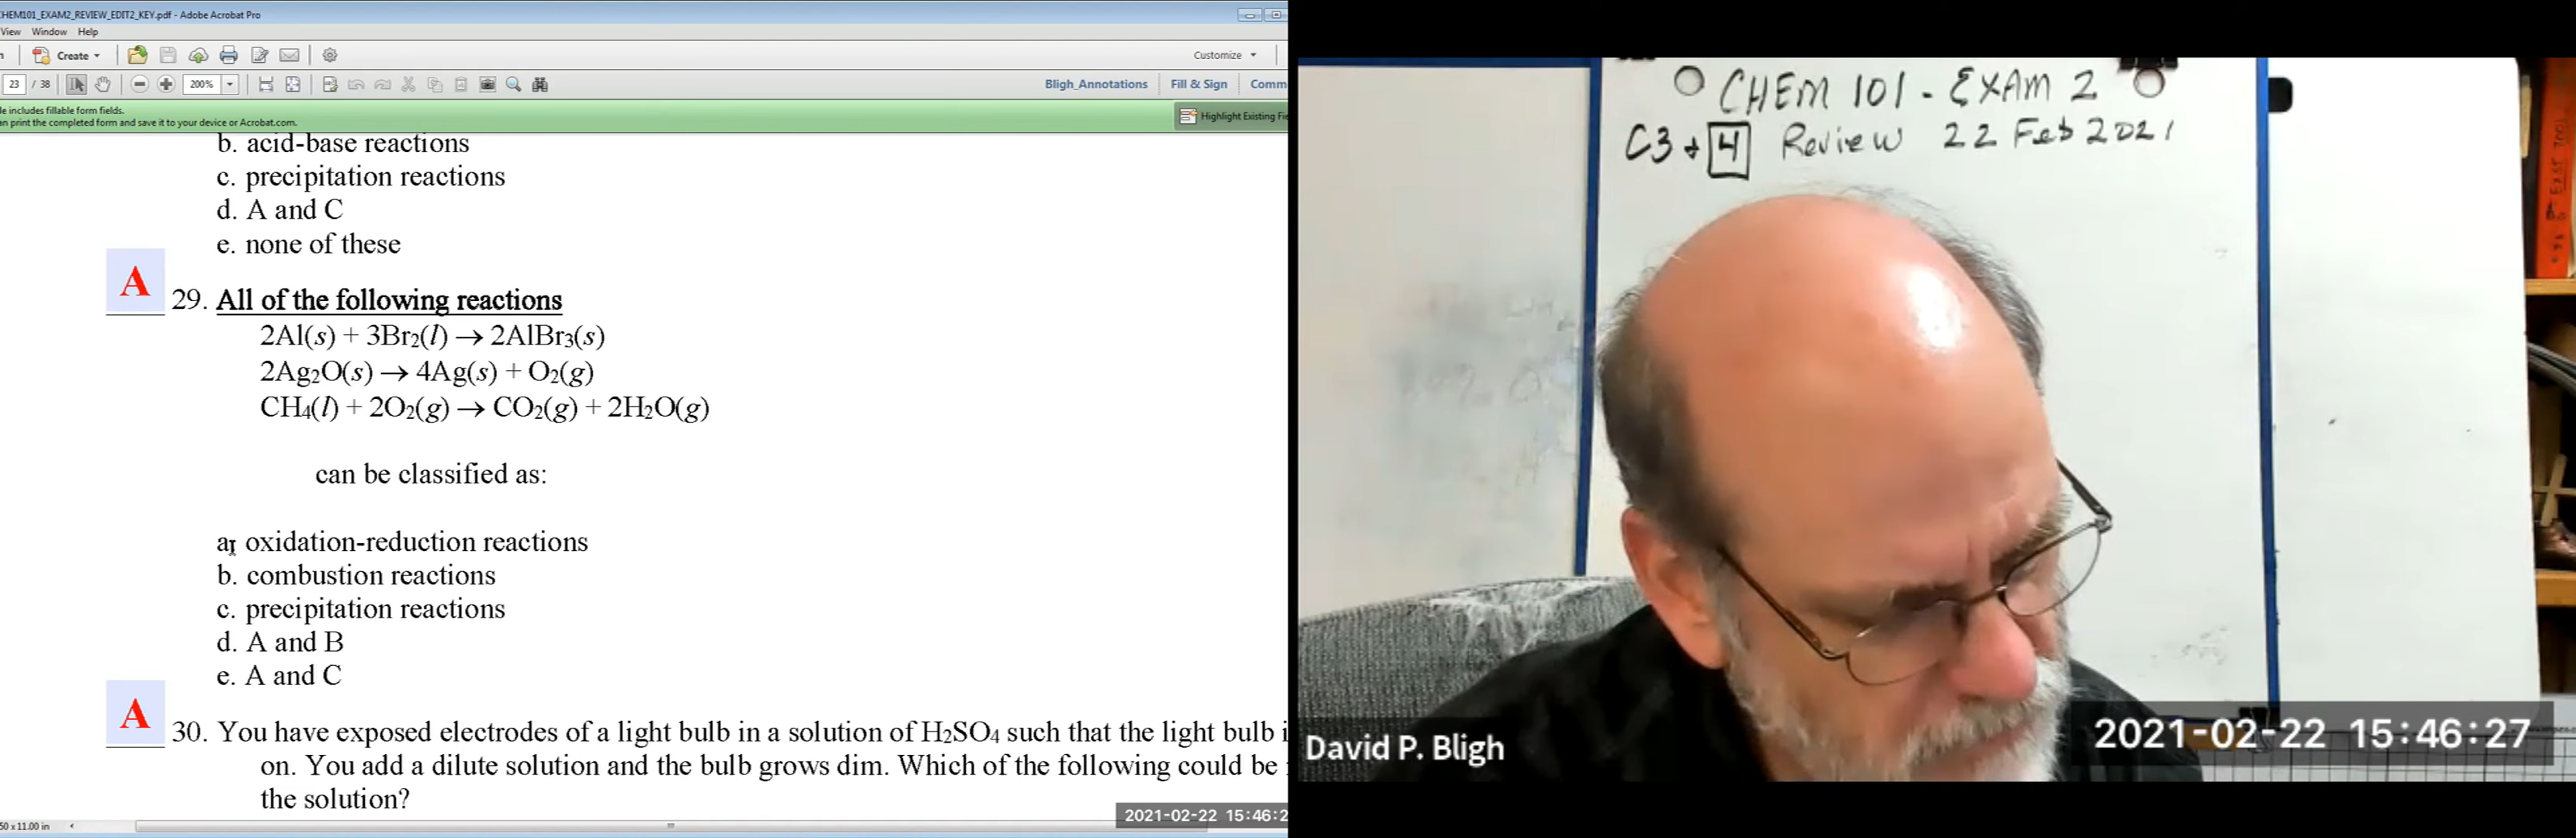 HEM101_EXAM2_REVIEW_EDIT2_KEY.pdf - Adobe Acrobat Pro
View Window Help
Create
Customize
23 / 38
200%
Bligh_Annotations
Fill & Sign
Comm
le includes fillable form fields.
an print the completed form and save it to your device or Acrobat.com.
Highlight Existing Fie
b. acid-base reactions
c. precipitation reactions
d. A and C
e. none of these
A
29. All of the following reactions
2Al(s) + 3Br₂(l) → 2AlBr₃(s)
2Ag₂O(s) → 4Ag(s) + O₂(g)
CH₄(l) + 2O₂(g) → CO₂(g) + 2H₂O(g)
can be classified as:
a. oxidation-reduction reactions
b. combustion reactions
c. precipitation reactions
d. A and B
e. A and C
A
30. You have exposed electrodes of a light bulb in a solution of H₂SO₄ such that the light bulb i
on. You add a dilute solution and the bulb grows dim. Which of the following could be
the solution?
50 x 11.00 in
2021-02-22 15:46:2
CHEM 101 - EXAM 2
C3 + 4 Review 22 Feb 2021
David P. Bligh
2021-02-22 15:46:27